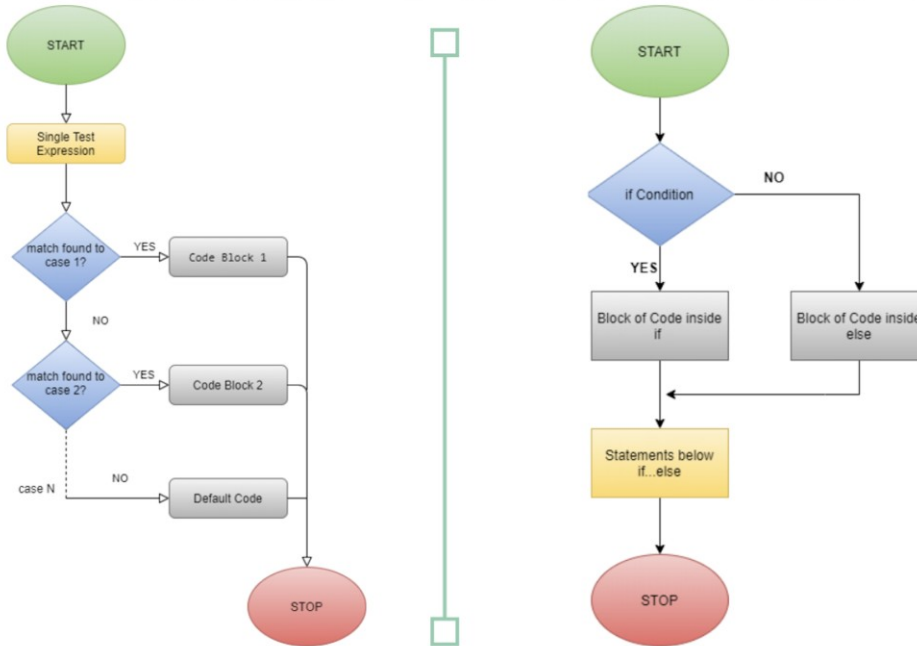 START
Single Test
Expression
match found to
case 1?
YES
Code Block 1
NO
match found to
case 2?
YES
Code Block 2
case N
NO
Default Code
STOP
START
if Condition
NO
YES
Block of Code inside
if
Block of Code inside
else
Statements below
if...else
STOP